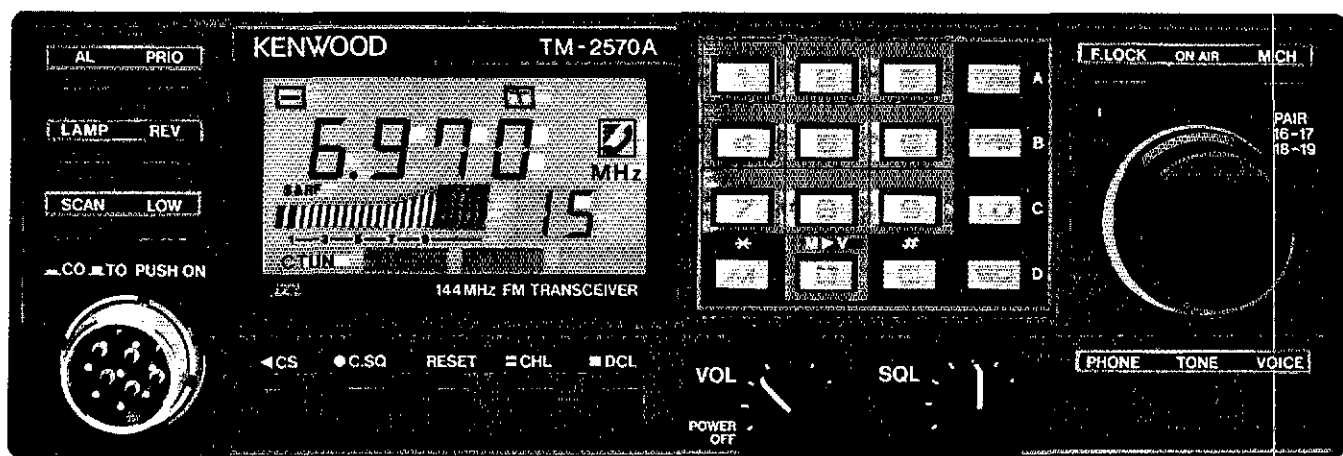 AL PRIO
LAMP REV
SCAN LOW
CO TO PUSH ON
KENWOOD TM-2570A
6.970
MHz
S&RF
15
C TUN
144MHz FM TRANSCEIVER
◀CS ●C.SQ RESET CHL ■DCL
A
B
C
* M▶V #
D
VOL
POWER
OFF
SQL
F.LOCK ON AIR M.CH
PAIR
16-17
18-19
PHONE TONE VOICE